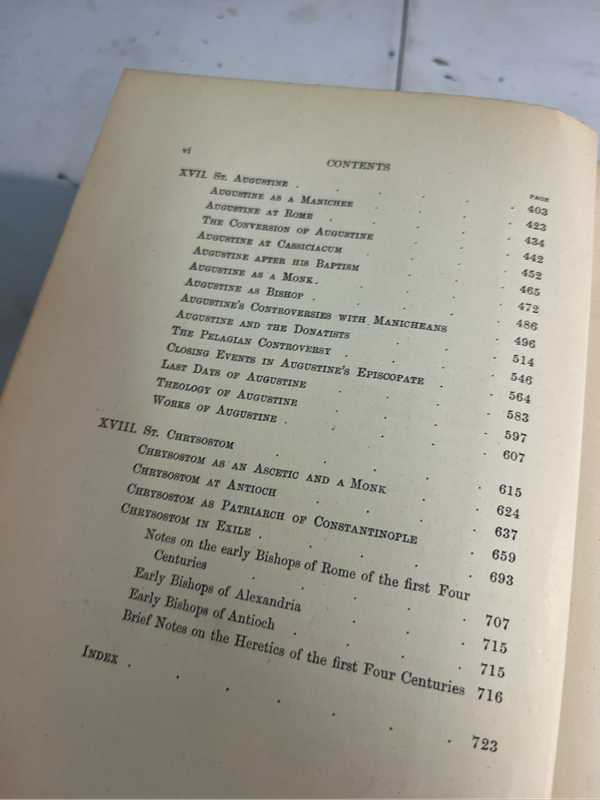 vi CONTENTS
PAGE
XVII. St. Augustine . . . . . . 403
Augustine as a Manichee . . . . 423
Augustine at Rome . . . . . 434
The Conversion of Augustine . . . 442
Augustine at Cassiciacum . . . . 452
Augustine after his Baptism . . . 465
Augustine as a Monk . . . . . 472
Augustine as Bishop . . . . . 486
Augustine's Controversies with Manicheans . 496
Augustine and the Donatists . . . 514
The Pelagian Controversy . . . . 546
Closing Events in Augustine's Episcopate . . 564
Last Days of Augustine . . . . 583
Theology of Augustine . . . . 597
Works of Augustine . . . . . 607
XVIII. St. Chrysostom . . . . . 615
Chrysostom as an Ascetic and a Monk . . 624
Chrysostom at Antioch . . . . 637
Chrysostom as Patriarch of Constantinople . 659
Chrysostom in Exile . . . . . 693
Notes on the early Bishops of Rome of the first Four
Centuries . . . . . 707
Early Bishops of Alexandria . . . 715
Early Bishops of Antioch . . . . 715
Brief Notes on the Heretics of the first Four Centuries 716
Index . . . . . . . 723